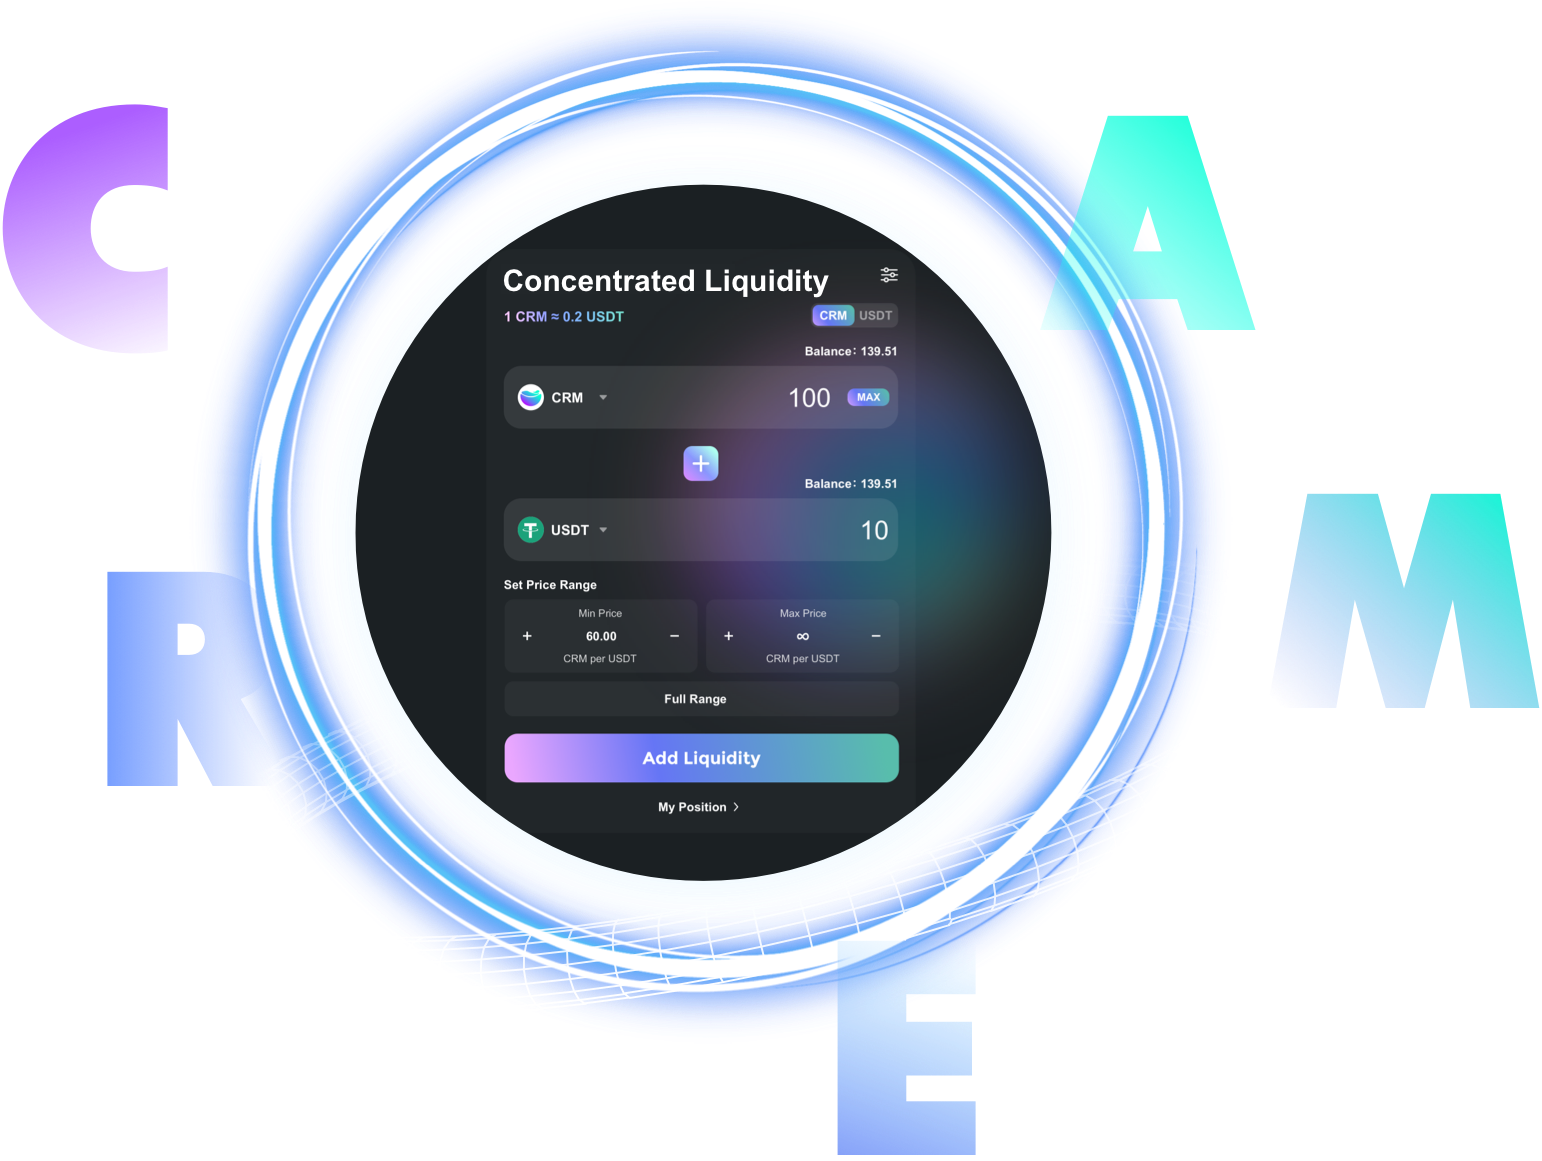 C
R
E
A
M
Concentrated Liquidity
1 CRM ≈ 0.2 USDT
CRM USDT
Balance: 139.51
CRM 100 MAX
+
Balance: 139.51
USDT 10
Set Price Range
Min Price Max Price
+ 60.00 − + ∞ −
CRM per USDT CRM per USDT
Full Range
Add Liquidity
My Position >